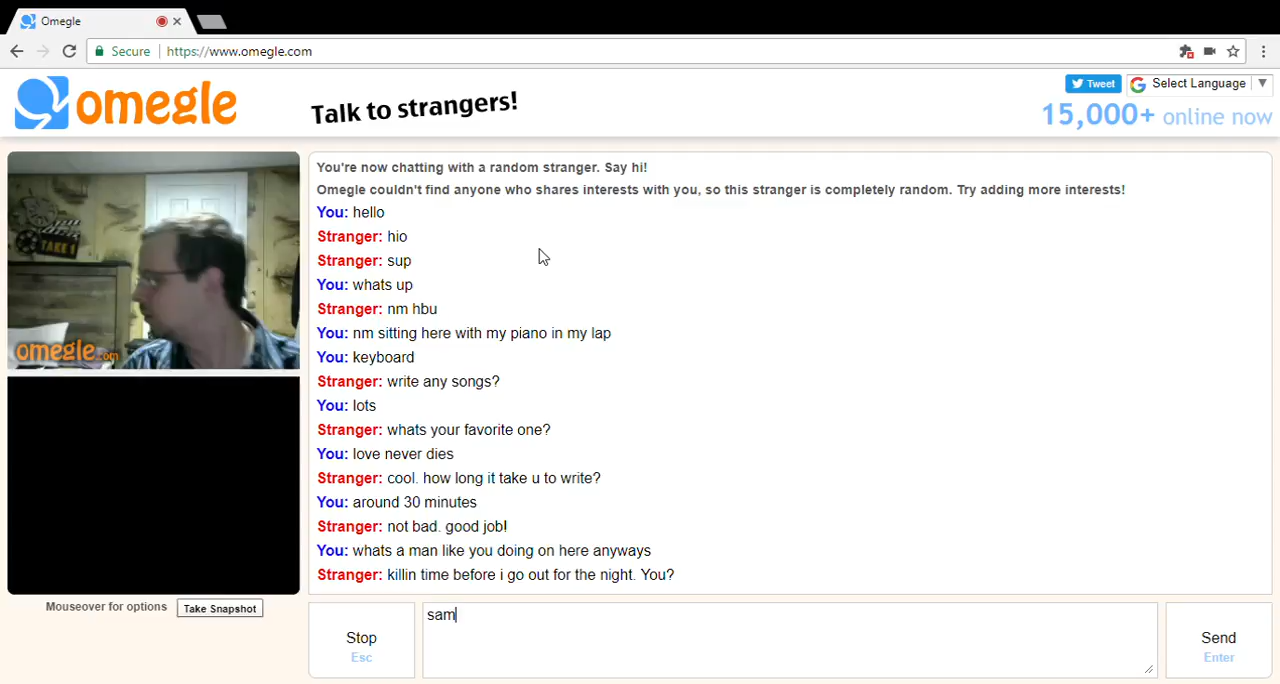 Omegle
Secure https://www.omegle.com
omegle
Talk to strangers!
Tweet
Select Language
15,000+ online now
TAKE 1
omegle.com
You're now chatting with a random stranger. Say hi!
Omegle couldn't find anyone who shares interests with you, so this stranger is completely random. Try adding more interests!
You: hello
Stranger: hio
Stranger: sup
You: whats up
Stranger: nm hbu
You: nm sitting here with my piano in my lap
You: keyboard
Stranger: write any songs?
You: lots
Stranger: whats your favorite one?
You: love never dies
Stranger: cool. how long it take u to write?
You: around 30 minutes
Stranger: not bad. good job!
You: whats a man like you doing on here anyways
Stranger: killin time before i go out for the night. You?
Mouseover for options
Take Snapshot
Stop
Esc
sam
Send
Enter